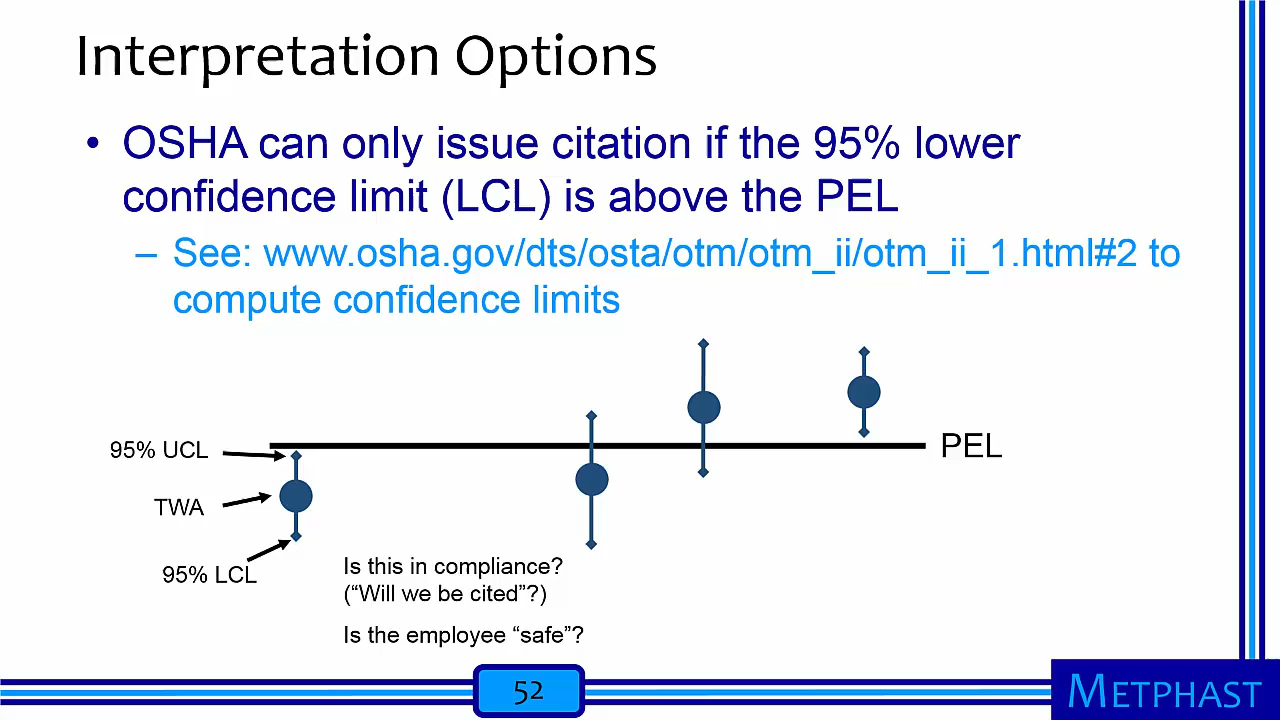 Interpretation Options
• OSHA can only issue citation if the 95% lower
confidence limit (LCL) is above the PEL
– See: www.osha.gov/dts/osta/otm/otm_ii/otm_ii_1.html#2 to
compute confidence limits
95% UCL
PEL
TWA
95% LCL
Is this in compliance?
(“Will we be cited”?)
Is the employee “safe”?
52
METPHAST